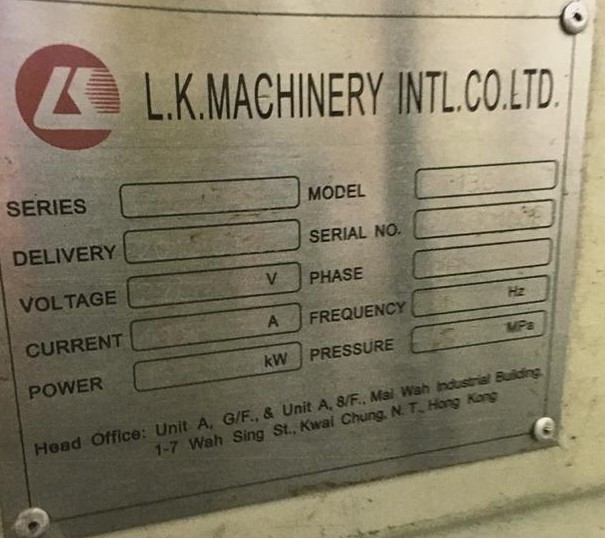 LK
L.K.MACHINERY INTL.CO.LTD.
SERIES MODEL
DELIVERY SERIAL NO.
VOLTAGE V PHASE
CURRENT A FREQUENCY Hz
POWER kW PRESSURE MPa
Head Office: Unit A, G/F., & Unit A, 8/F., Mai Wah Industrial Building,
1-7 Wah Sing St., Kwai Chung, N. T., Hong Kong